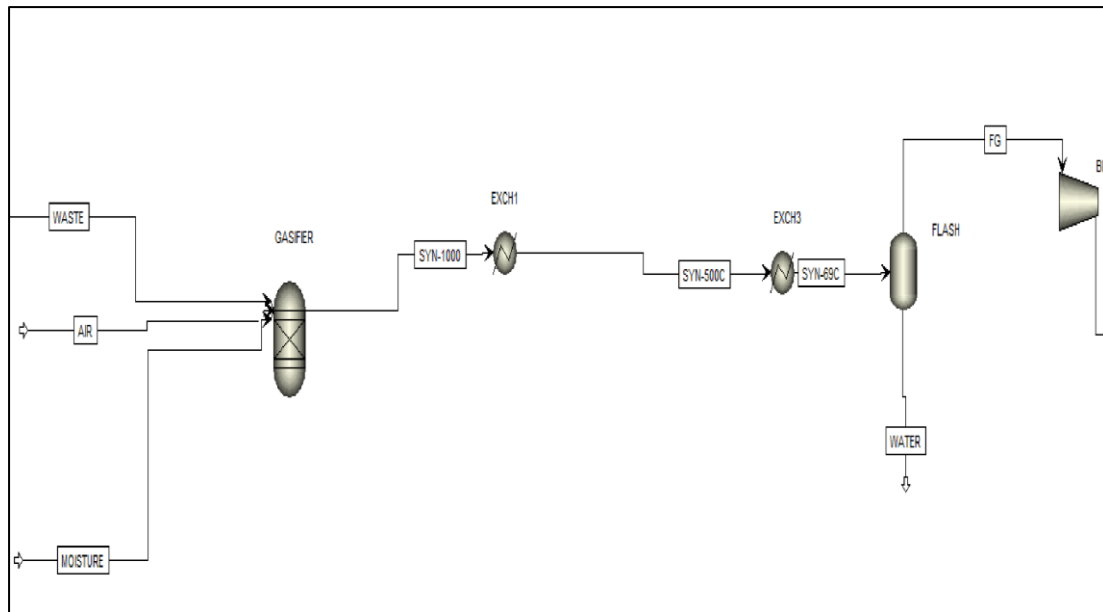 WASTE
GASIFIER
AIR
MOISTURE
SYN-1000
EXCH1
SYN-500C
EXCH3
SYN-69C
FLASH
FG
WATER